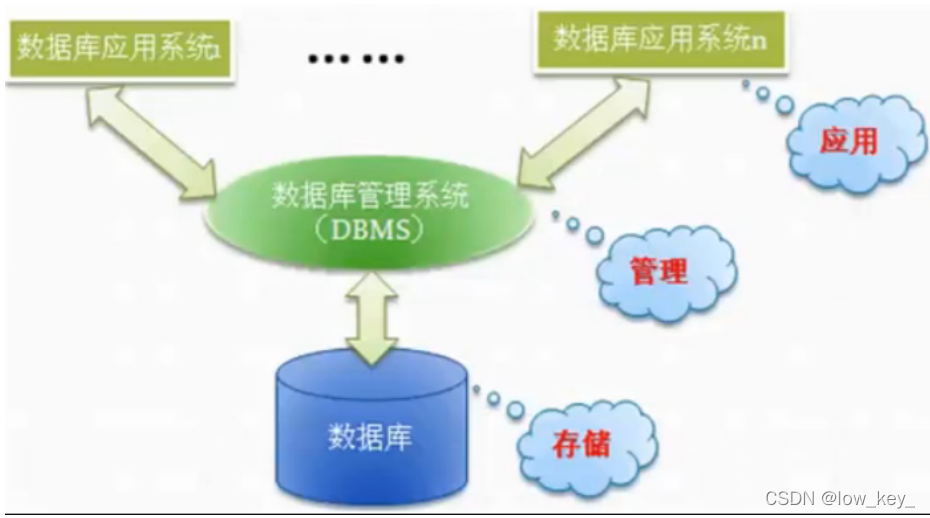 数据库应用系统1
…… 
数据库应用系统n
应用
数据库管理系统
（DBMS）
管理
数据库
存储
CSDN @low_key_